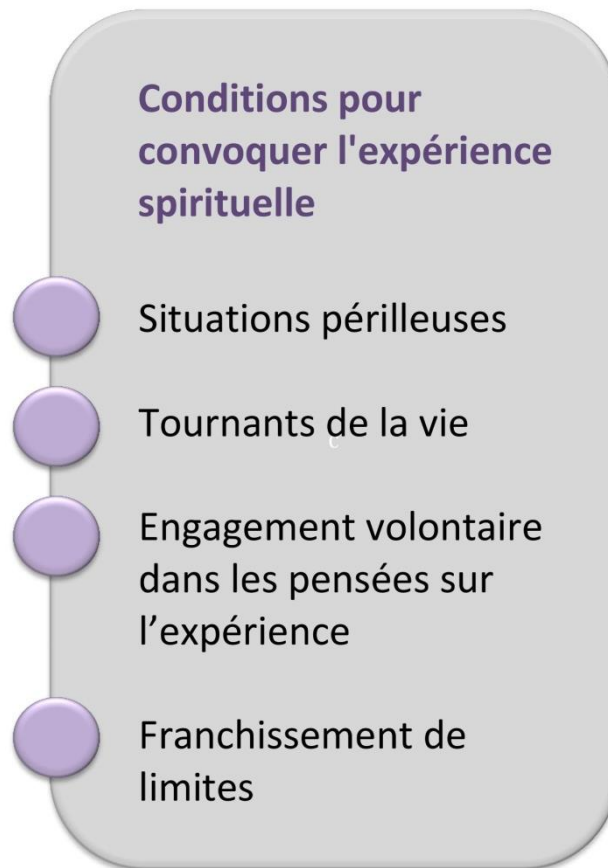 Conditions pour
convoquer l'expérience
spirituelle
Situations périlleuses
Tournants de la vie
c
Engagement volontaire
dans les pensées sur
l’expérience
Franchissement de
limites